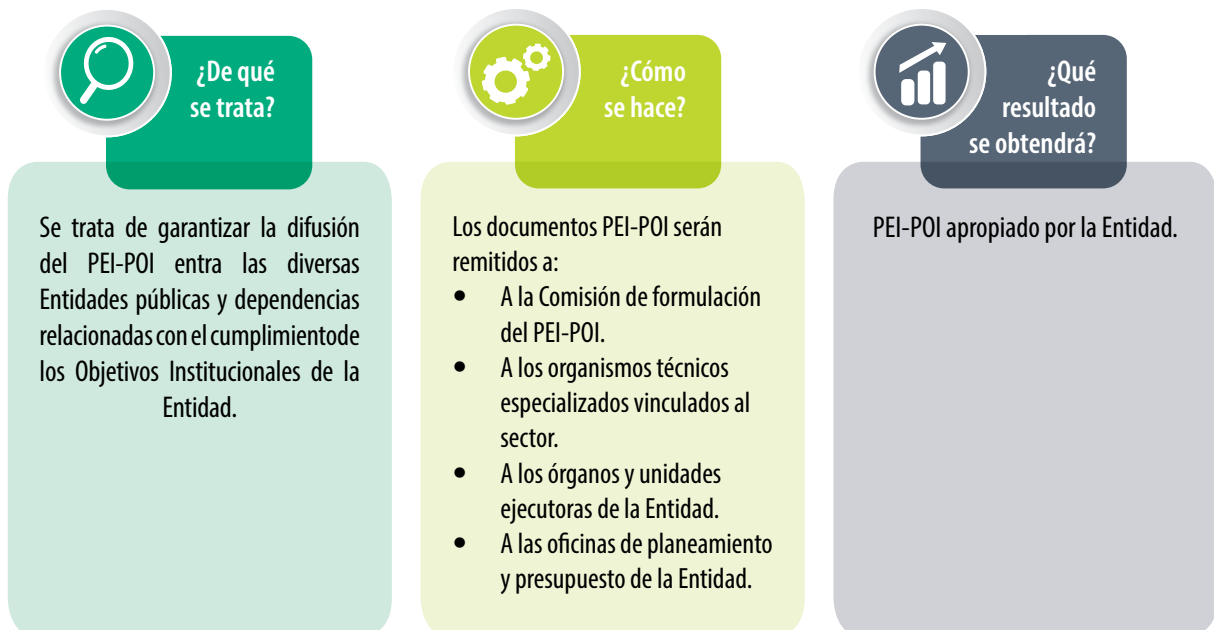 ¿De qué
se trata?
Se trata de garantizar la difusión
del PEI-POI entra las diversas
Entidades públicas y dependencias
relacionadas con el cumplimientode
los Objetivos Institucionales de la
Entidad.
¿Cómo
se hace?
Los documentos PEI-POI serán
remitidos a:
• A la Comisión de formulación
del PEI-POI.
• A los organismos técnicos
especializados vinculados al
sector.
• A los órganos y unidades
ejecutoras de la Entidad.
• A las oficinas de planeamiento
y presupuesto de la Entidad.
¿Qué
resultado
se obtendrá?
PEI-POI apropiado por la Entidad.